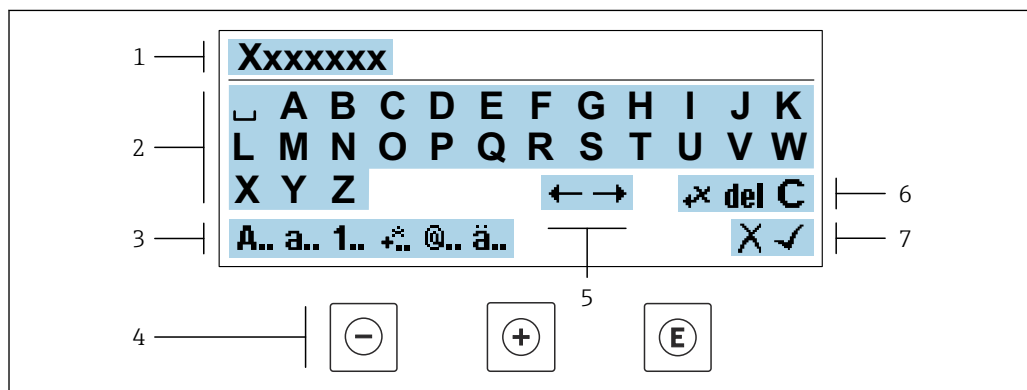 1 Xxxxxxx
␣ A B C D E F G H I J K
2 L M N O P Q R S T U V W
X Y Z ← → +× del C 6
3 A.. a.. 1.. +*.. @.. ä.. X ✓ 7
5
4 − + E